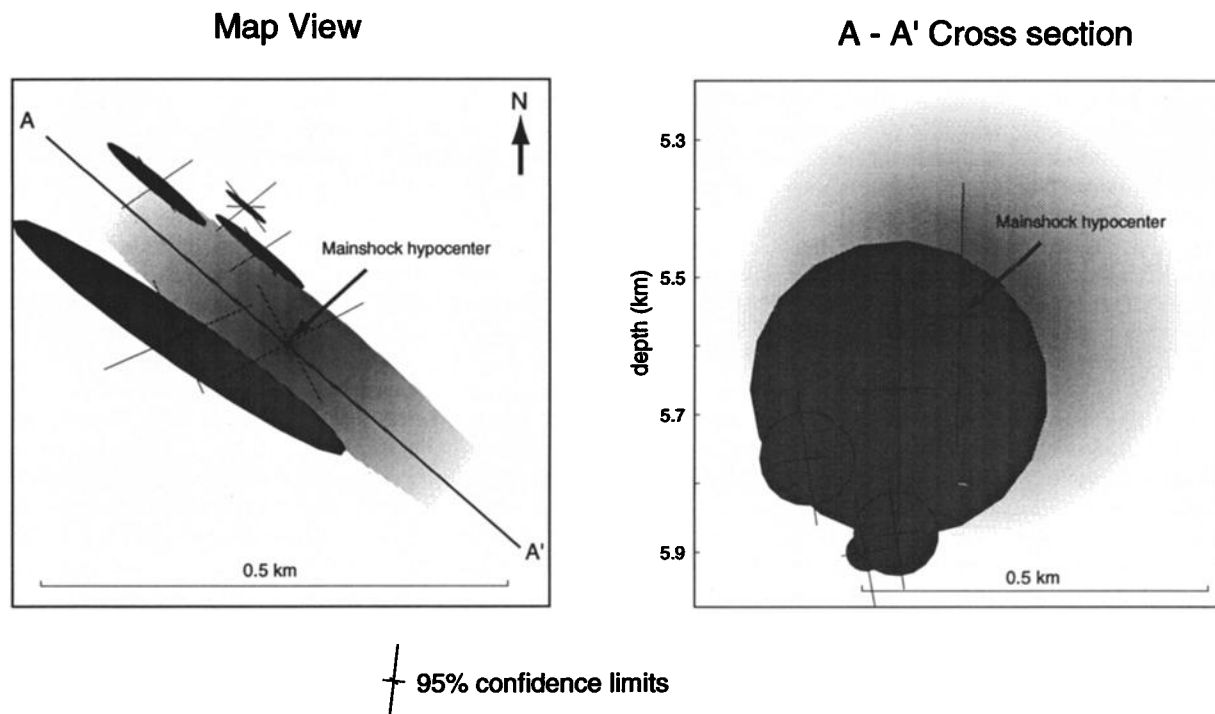 Map View
A - A' Cross section
A
N
Mainshock hypocenter
A'
0.5 km
depth (km)
5.3
5.5
5.7
5.9
Mainshock hypocenter
0.5 km
95% confidence limits